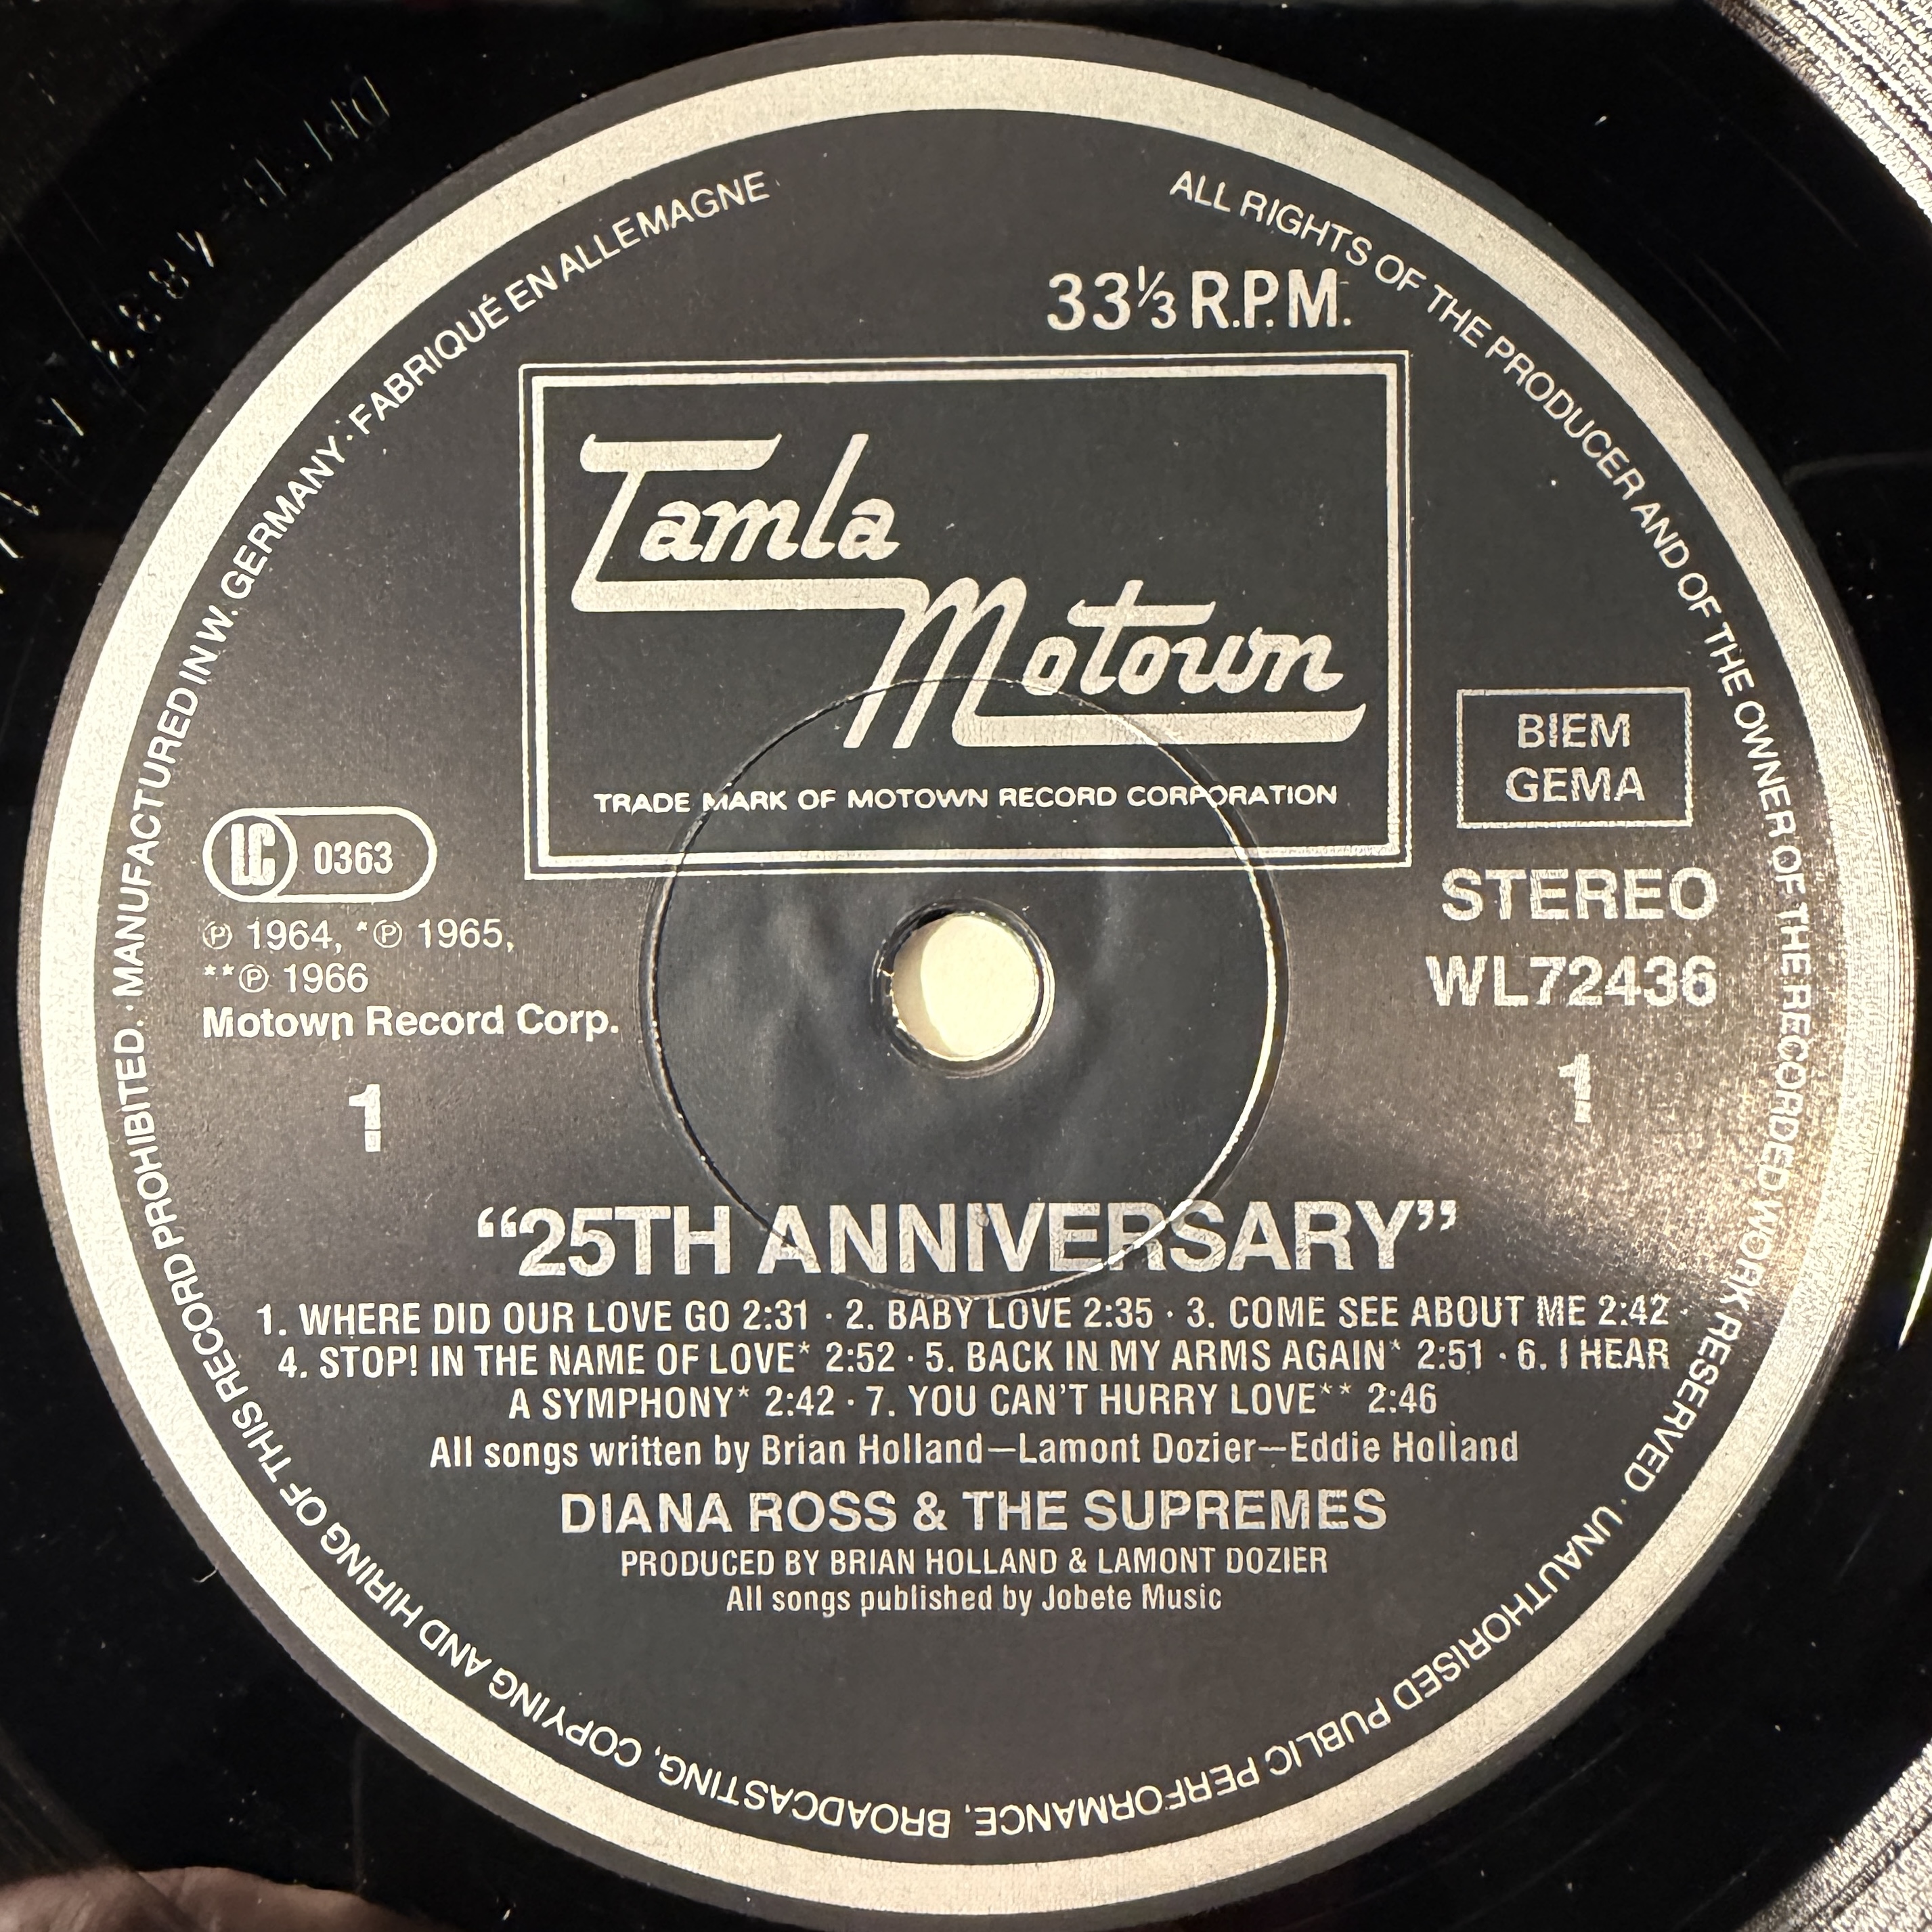 MANUFACTURED IN W. GERMANY · FABRIQUÉ EN ALLEMAGNE
ALL RIGHTS OF THE PRODUCER AND OF THE OWNER OF THE RECORDED WORK RESERVED · UNAUTHORISED PUBLIC PERFORMANCE, BROADCASTING, COPYING AND HIRING OF THIS RECORD PROHIBITED. ·
33⅓ R.P.M.
Tamla
Motown
TRADE MARK OF MOTOWN RECORD CORPORATION
BIEM
GEMA
LC 0363
STEREO
WL72436
℗ 1964, *℗ 1965,
**℗ 1966
Motown Record Corp.
1
1
“25TH ANNIVERSARY”
1. WHERE DID OUR LOVE GO 2:31 · 2. BABY LOVE 2:35 · 3. COME SEE ABOUT ME 2:42 ·
4. STOP! IN THE NAME OF LOVE* 2:52 · 5. BACK IN MY ARMS AGAIN* 2:51 · 6. I HEAR
A SYMPHONY* 2:42 · 7. YOU CAN'T HURRY LOVE** 2:46
All songs written by Brian Holland—Lamont Dozier—Eddie Holland
DIANA ROSS & THE SUPREMES
PRODUCED BY BRIAN HOLLAND & LAMONT DOZIER
All songs published by Jobete Music